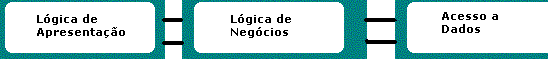 Lógica de
Apresentação
Lógica de
Negócios
Acesso a
Dados